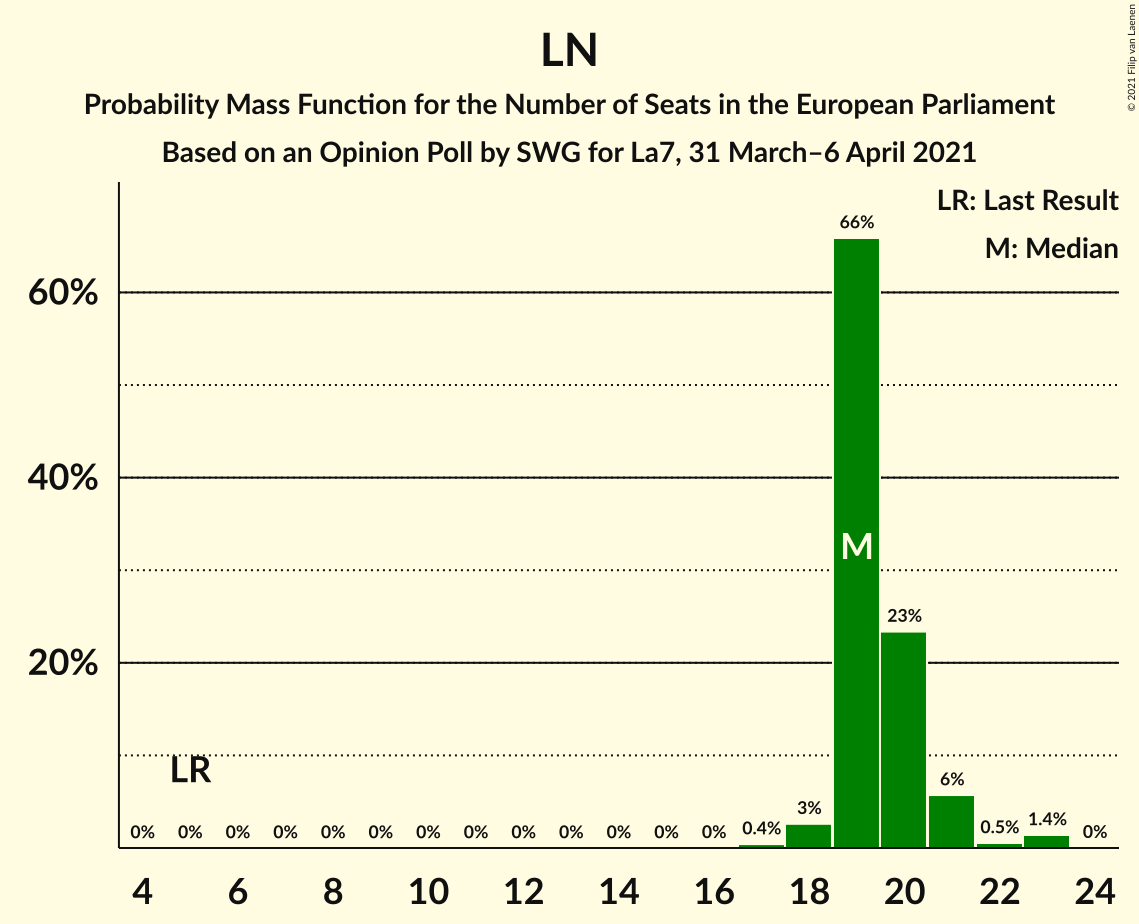 LN
Probability Mass Function for the Number of Seats in the European Parliament
Based on an Opinion Poll by SWG for La7, 31 March–6 April 2021
© 2021 Filip van Laenen
LR: Last Result
M: Median
60%
40%
20%
66%
M
23%
LR
6%
3%
0% 0% 0% 0% 0% 0% 0% 0% 0% 0% 0% 0% 0% 0.4% 0.5% 1.4% 0%
4 6 8 10 12 14 16 18 20 22 24